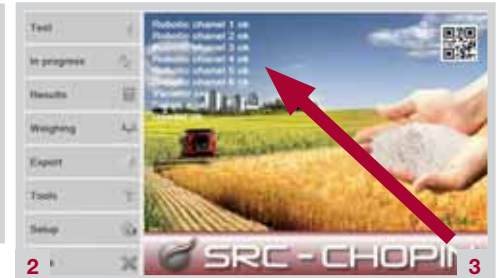 Test
In progress
Results
Weighing
Export
Tools
Setup
Robotic chanel 1 ok
Robotic chanel 2 ok
Robotic chanel 3 ok
Robotic chanel 4 ok
Robotic chanel 5 ok
Robotic chanel 6 ok
SRC - CHOPI
2
3